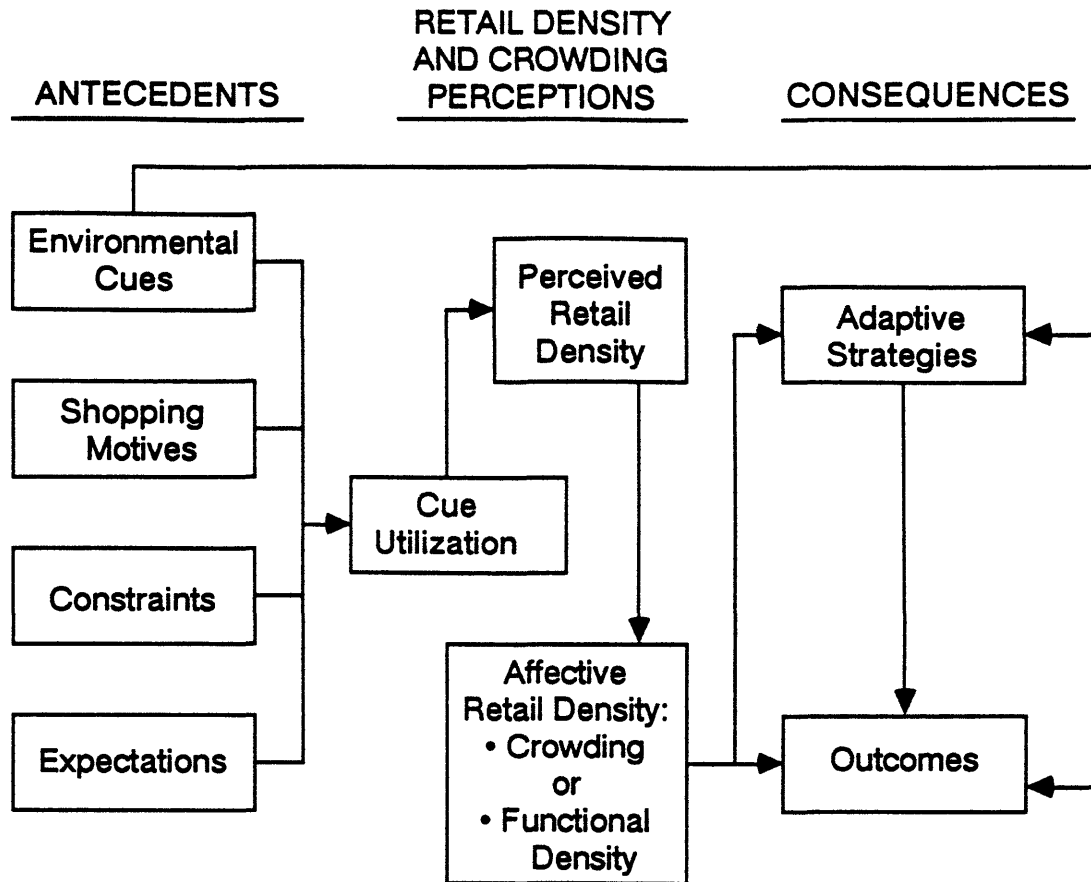 RETAIL DENSITY
AND CROWDING
PERCEPTIONS
ANTECEDENTS
CONSEQUENCES
Environmental
Cues
Shopping
Motives
Constraints
Expectations
Cue
Utilization
Perceived
Retail
Density
Affective
Retail Density:
• Crowding
or
• Functional
Density
Adaptive
Strategies
Outcomes